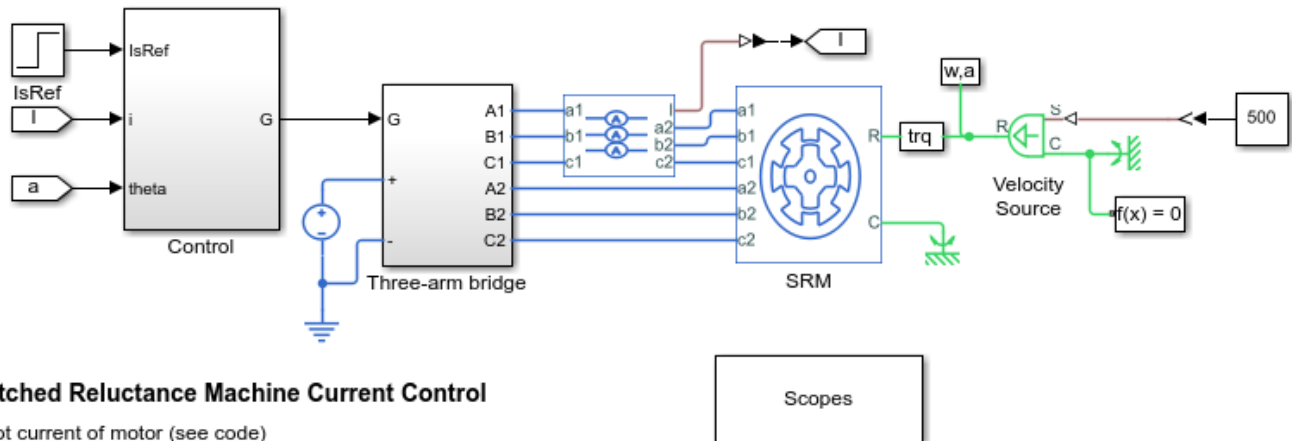 IsRef
I
a
IsRef
i
theta
G
Control
G
+
-
A1
B1
C1
A2
B2
C2
Three-arm bridge
+
−
a1
b1
c1
A
A
A
I
a2
b2
c2
I
a1
b1
c1
a2
b2
c2
R
C
SRM
trq
w,a
R
S
C
Velocity
Source
500
f(x) = 0
tched Reluctance Machine Current Control
ot current of motor (see code)
Scopes